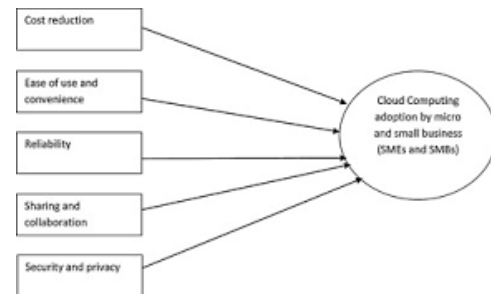 Cost reduction
Ease of use and
convenience
Reliability
Sharing and
collaboration
Security and privacy
Cloud Computing
adoption by micro
and small business
(SMEs and SMBs)